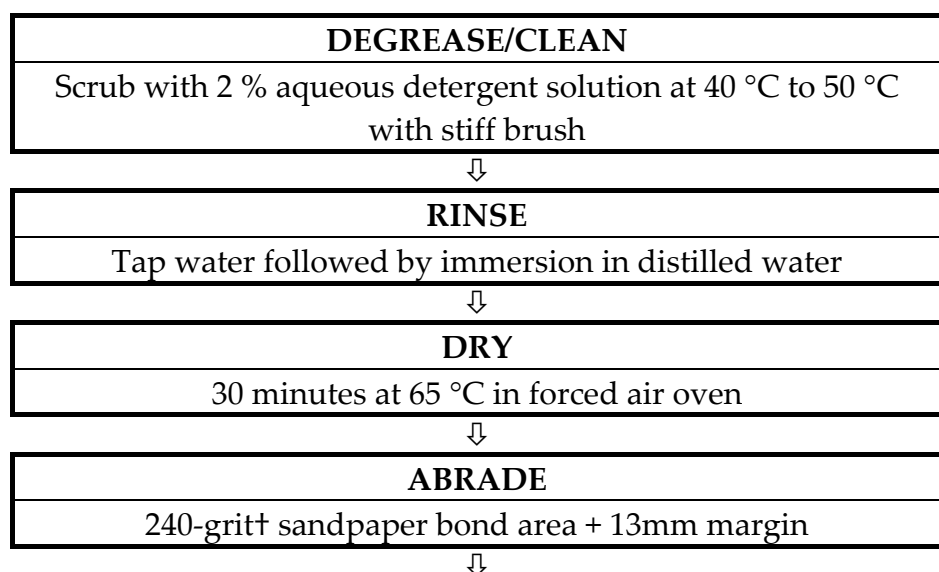 DEGREASE/CLEAN
Scrub with 2 % aqueous detergent solution at 40 °C to 50 °C
with stiff brush
⇩
RINSE
Tap water followed by immersion in distilled water
⇩
DRY
30 minutes at 65 °C in forced air oven
⇩
ABRADE
240-grit† sandpaper bond area + 13mm margin
⇩